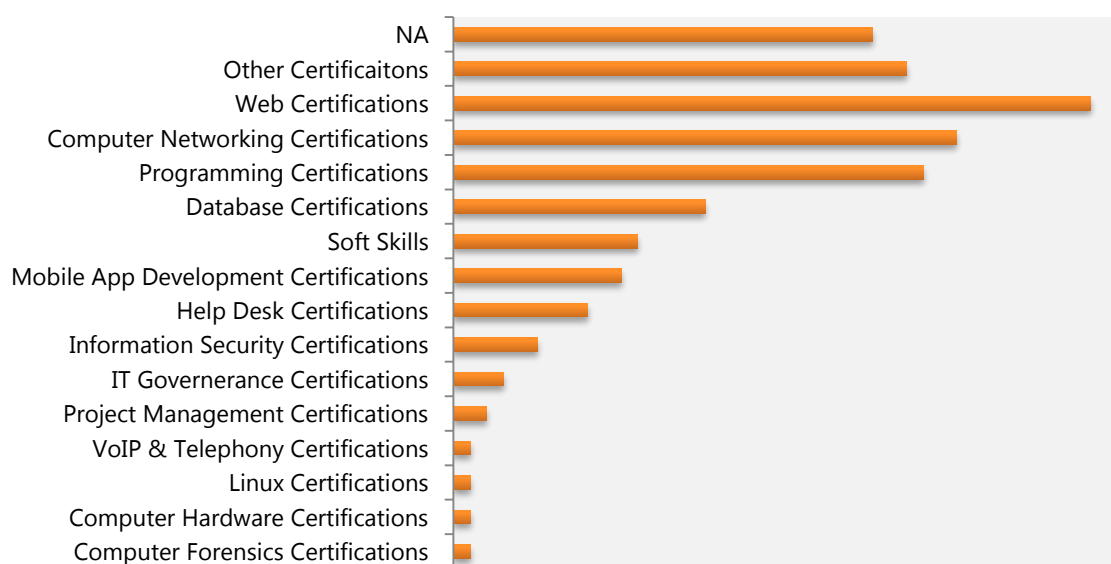 NA
Other Certificaitons
Web Certifications
Computer Networking Certifications
Programming Certifications
Database Certifications
Soft Skills
Mobile App Development Certifications
Help Desk Certifications
Information Security Certifications
IT Governerance Certifications
Project Management Certifications
VoIP & Telephony Certifications
Linux Certifications
Computer Hardware Certifications
Computer Forensics Certifications